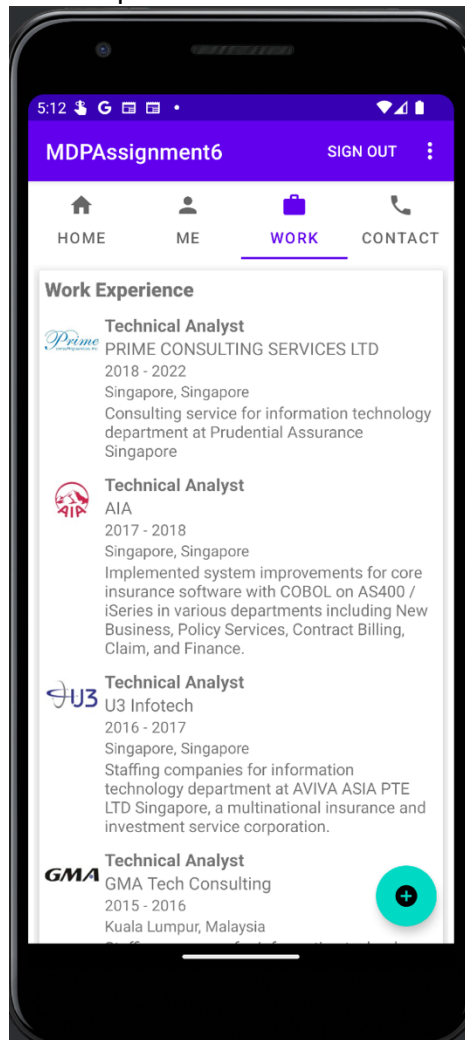 5:12 G
MDPAssignment6 SIGN OUT
HOME ME WORK CONTACT
Work Experience
Prime
Technical Analyst
PRIME CONSULTING SERVICES LTD
2018 - 2022
Singapore, Singapore
Consulting service for information technology
department at Prudential Assurance
Singapore
AIA
Technical Analyst
AIA
2017 - 2018
Singapore, Singapore
Implemented system improvements for core
insurance software with COBOL on AS400 /
iSeries in various departments including New
Business, Policy Services, Contract Billing,
Claim, and Finance.
U3
Technical Analyst
U3 Infotech
2016 - 2017
Singapore, Singapore
Staffing companies for information
technology department at AVIVA ASIA PTE
LTD Singapore, a multinational insurance and
investment service corporation.
GMA
Technical Analyst
GMA Tech Consulting
2015 - 2016
Kuala Lumpur, Malaysia